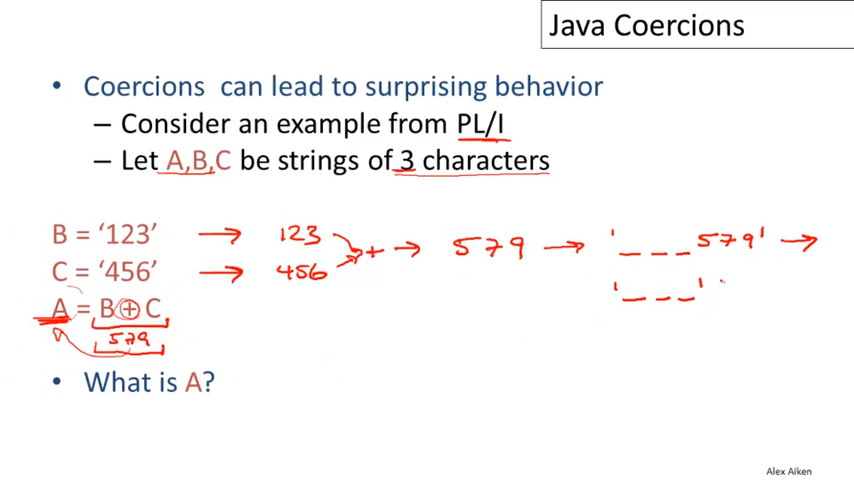 Java Coercions
• Coercions can lead to surprising behavior
– Consider an example from PL/I
– Let A,B,C be strings of 3 characters
B = ‘123’ → 123 + → 579 → '_ _ _579' →
C = ‘456’ → 456 '_ _ _'
A = B + C
579
• What is A?
Alex Aiken